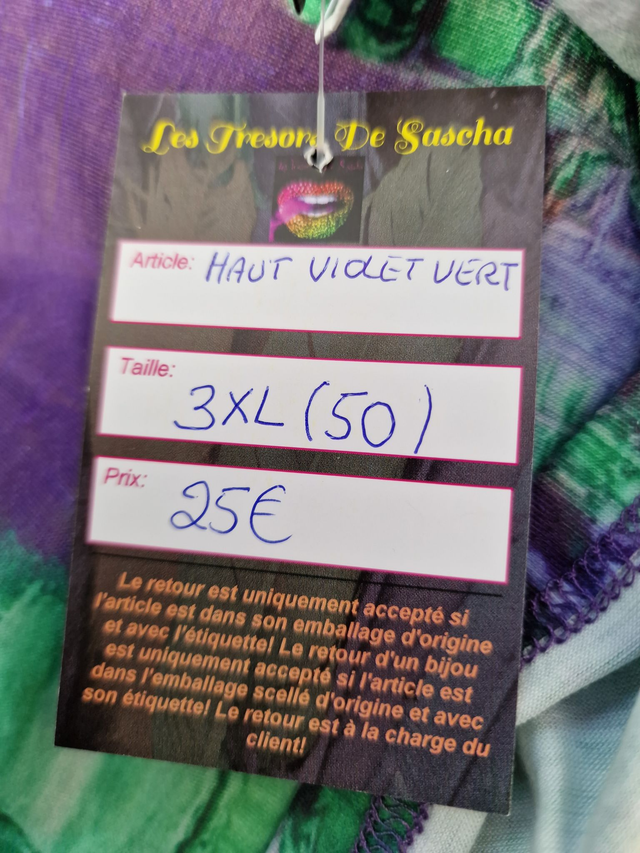 Les Tresors De Sascha
Article: HAUT VIOLET VERT
Taille:
3XL (50)
Prix:
25€
Le retour est uniquement accepté si
l'article est dans son emballage d'origine
et avec l'étiquette! Le retour d'un bijou
est uniquement accepté si l'article est
dans l'emballage scellé d'origine et avec
son étiquette! Le retour est à la charge du
client!